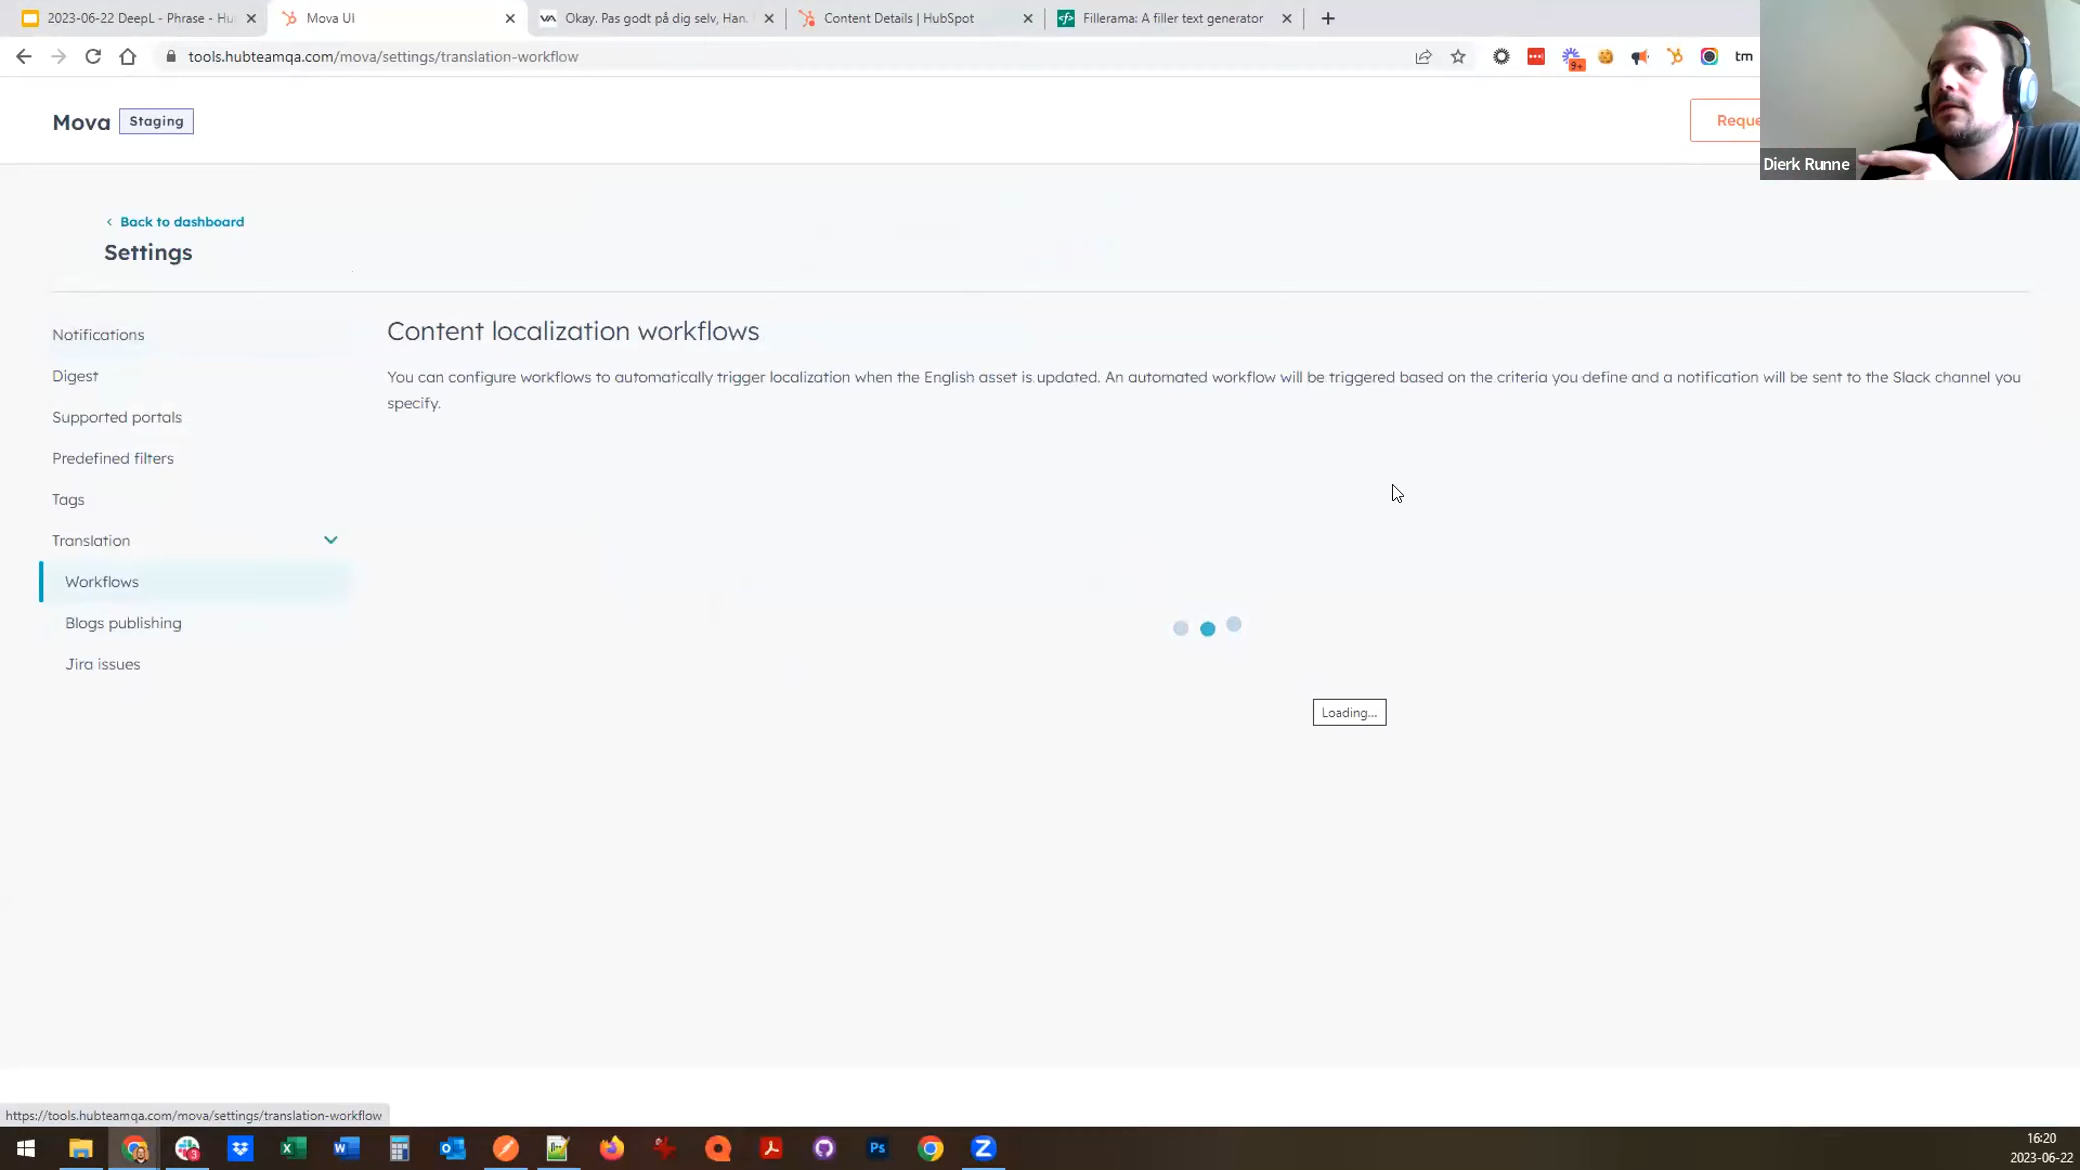 2023-06-22 DeepL - Phrase - Hu
Mova UI
Okay. Pas godt på dig selv, Han.
Content Details | HubSpot
Fillerama: A filler text generator
tools.hubteamqa.com/mova/settings/translation-workflow
9+
tm
Mova
Staging
Reque
Dierk Runne
Back to dashboard
Settings
Notifications
Digest
Supported portals
Predefined filters
Tags
Translation
Workflows
Blogs publishing
Jira issues
Content localization workflows
You can configure workflows to automatically trigger localization when the English asset is updated. An automated workflow will be triggered based on the criteria you define and a notification will be sent to the Slack channel you
specify.
Loading...
https://tools.hubteamqa.com/mova/settings/translation-workflow
3
Ps
16:20
2023-06-22